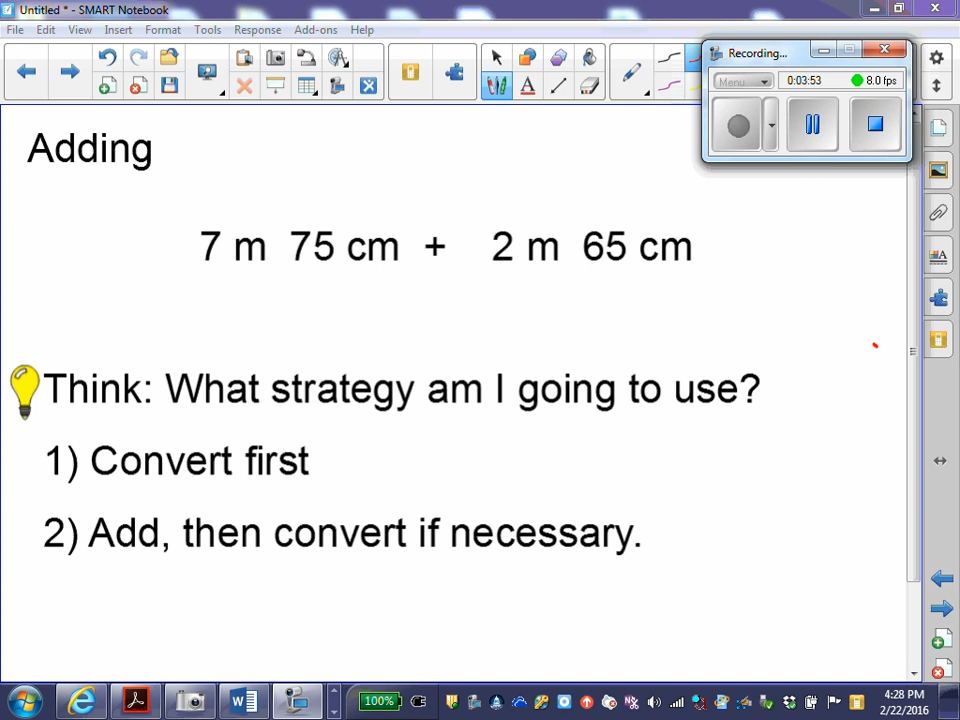 Untitled * - SMART Notebook
File Edit View Insert Format Tools Response Add-ons Help
Recording...
Menu 0:03:53 8.0 fps
Adding
7 m 75 cm + 2 m 65 cm
Think: What strategy am I going to use?
1) Convert first
2) Add, then convert if necessary.
100%
4:28 PM
2/22/2016